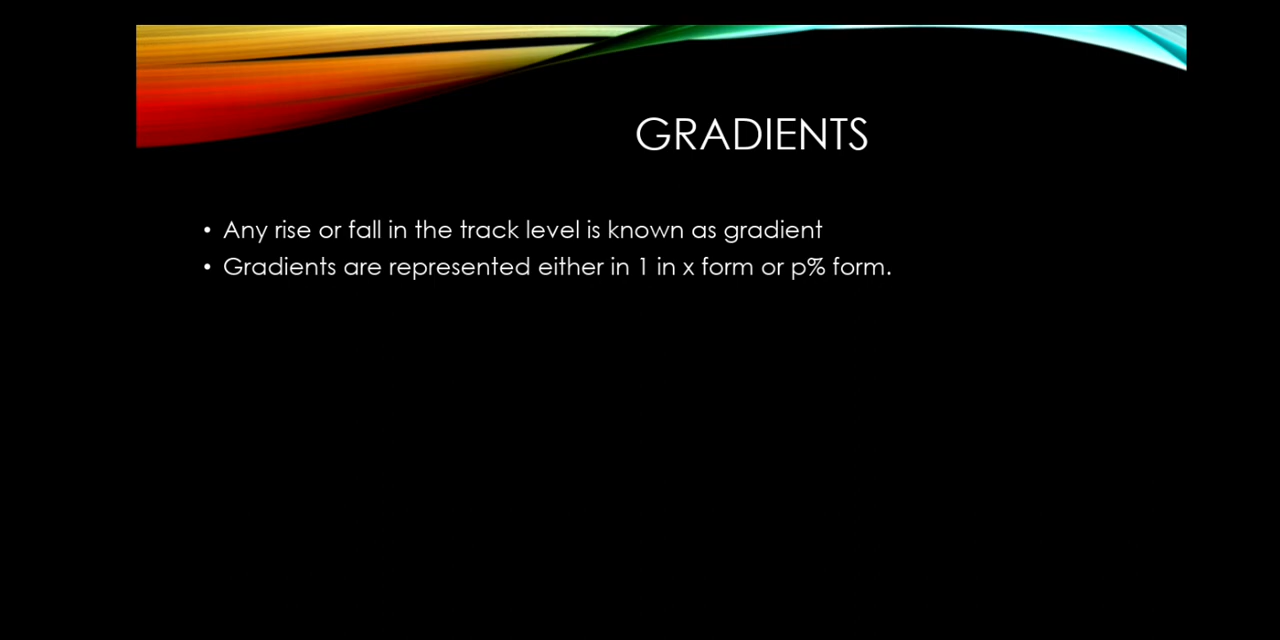 GRADIENTS
• Any rise or fall in the track level is known as gradient
• Gradients are represented either in 1 in x form or p% form.